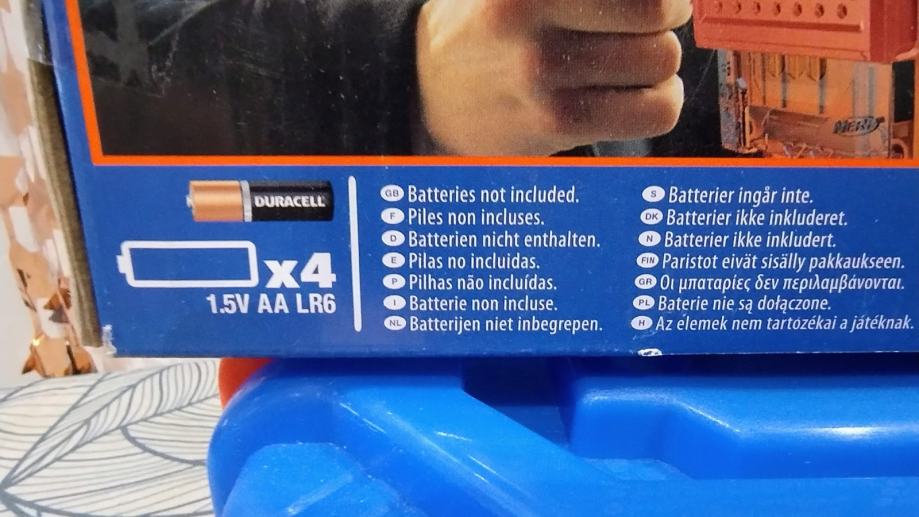 NERF
DURACELL
x4
1.5V AA LR6
GB Batteries not included.
F Piles non incluses.
D Batterien nicht enthalten.
E Pilas no incluidas.
P Pilhas não incluídas.
I Batterie non incluse.
NL Batterijen niet inbegrepen.
S Batterier ingår inte.
DK Batterier ikke inkluderet.
N Batterier ikke inkludert.
FIN Paristot eivät sisälly pakkaukseen.
GR Οι μπαταρίες δεν περιλαμβάνονται.
PL Baterie nie są dołączone.
H Az elemek nem tartozékai a játéknak.